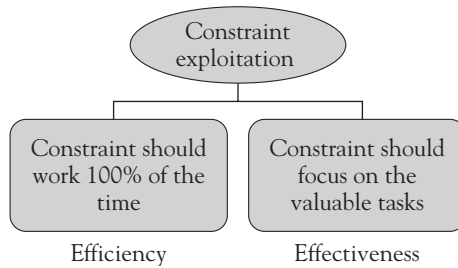 Constraint
exploitation
Constraint should
work 100% of the
time
Constraint should
focus on the
valuable tasks
Efficiency
Effectiveness